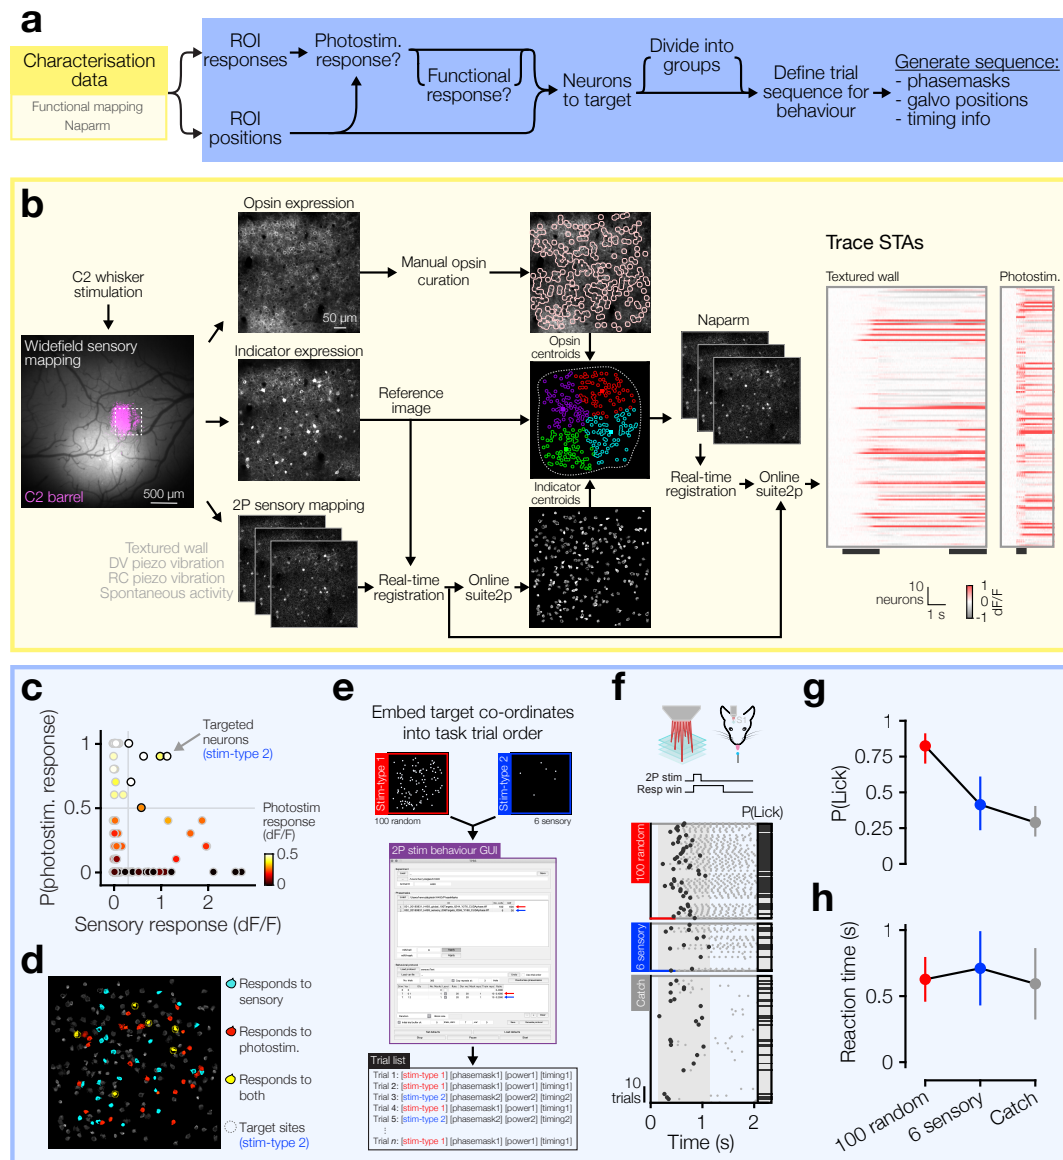 a
Characterisation
data
Functional mapping
Naparm
ROI
responses
ROI
positions
Photostim.
response?
Functional
response?
Neurons
to target
Divide into
groups
Define trial
sequence for
behaviour
Generate sequence:
- phasemasks
- galvo positions
- timing info
b
C2 whisker
stimulation
Widefield sensory
mapping
C2 barrel
500 µm
Opsin expression
50 µm
Manual opsin
curation
Indicator expression
Reference
image
2P sensory mapping
Textured wall
DV piezo vibration
RC piezo vibration
Spontaneous activity
Real-time
registration
Online
suite2p
Opsin
centroids
Indicator
centroids
Naparm
Real-time
registration
Online
suite2p
Trace STAs
Textured wall
Photostim.
10
neurons
1 s
1
0
-1
dF/F
c
P(photostim. response)
1
0.5
0
0
1
2
Sensory response (dF/F)
Targeted
neurons
(stim-type 2)
Photostim
response
(dF/F)
0.5
0
d
Responds to
sensory
Responds to
photostim.
Responds to
both
Target sites
(stim-type 2)
e
Embed target co-ordinates
into task trial order
Stim-type 1
100 random
Stim-type 2
6 sensory
2P stim behaviour GUI
Trial list
Trial 1: [stim-type 1] [phasemask1] [power1] [timing1]
Trial 2: [stim-type 1] [phasemask1] [power1] [timing1]
Trial 3: [stim-type 2] [phasemask2] [power2] [timing2]
Trial 4: [stim-type 1] [phasemask1] [power1] [timing1]
Trial 5: [stim-type 2] [phasemask2] [power2] [timing2]
⋮
Trial n: [stim-type 1] [phasemask1] [power1] [timing1]
f
S1
2P stim
Resp win
P(Lick)
100 random
6 sensory
Catch
10
trials
0
1
2
Time (s)
g
P(Lick)
1
0.75
0.5
0.25
0
h
Reaction time (s)
1
0.5
0
100 random
6 sensory
Catch